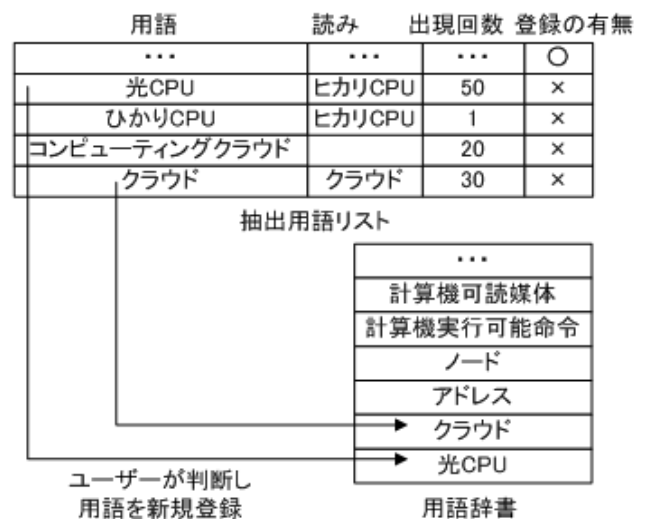 用語 読み 出現回数 登録の有無
・・・ ・・・ ・・・ ○
光CPU ヒカリCPU 50 ×
ひかりCPU ヒカリCPU 1 ×
コンピューティングクラウド 20 ×
クラウド クラウド 30 ×
抽出用語リスト
・・・
計算機可読媒体
計算機実行可能命令
ノード
アドレス
クラウド
光CPU
ユーザーが判断し
用語を新規登録
用語辞書